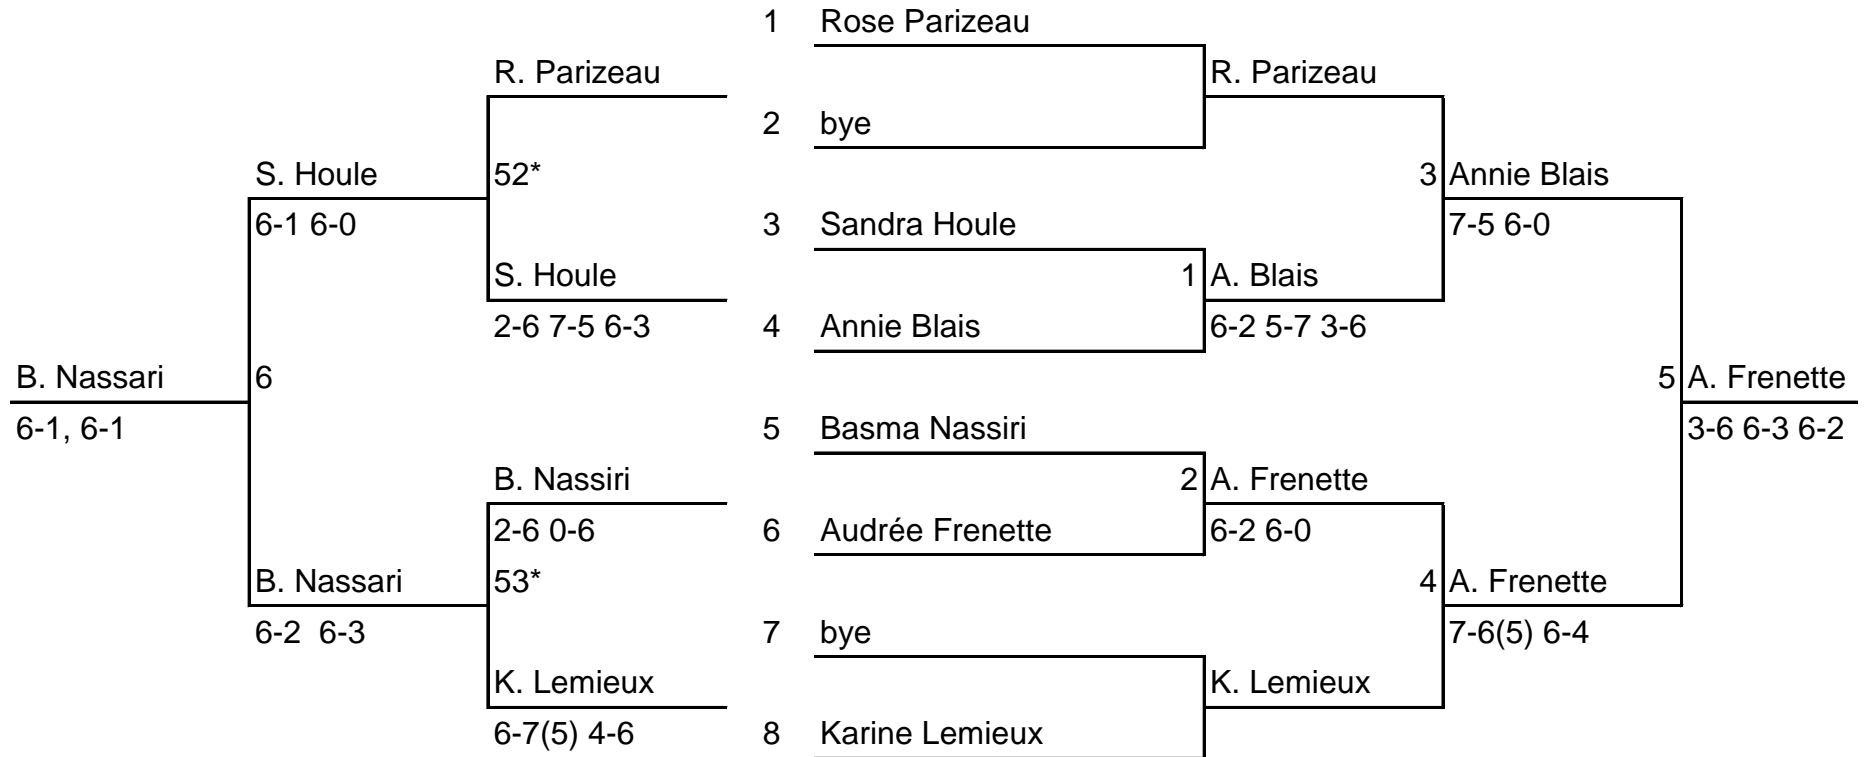 1 Rose Parizeau
R. Parizeau R. Parizeau
2 bye
S. Houle 52* 3 Annie Blais
6-1 6-0 3 Sandra Houle 7-5 6-0
S. Houle 1 A. Blais
2-6 7-5 6-3 4 Annie Blais 6-2 5-7 3-6
B. Nassari 6 5 A. Frenette
6-1, 6-1 5 Basma Nassiri 3-6 6-3 6-2
B. Nassiri 2 A. Frenette
2-6 0-6 6 Audrée Frenette 6-2 6-0
B. Nassari 53* 4 A. Frenette
6-2 6-3 7 bye 7-6(5) 6-4
K. Lemieux K. Lemieux
6-7(5) 4-6 8 Karine Lemieux